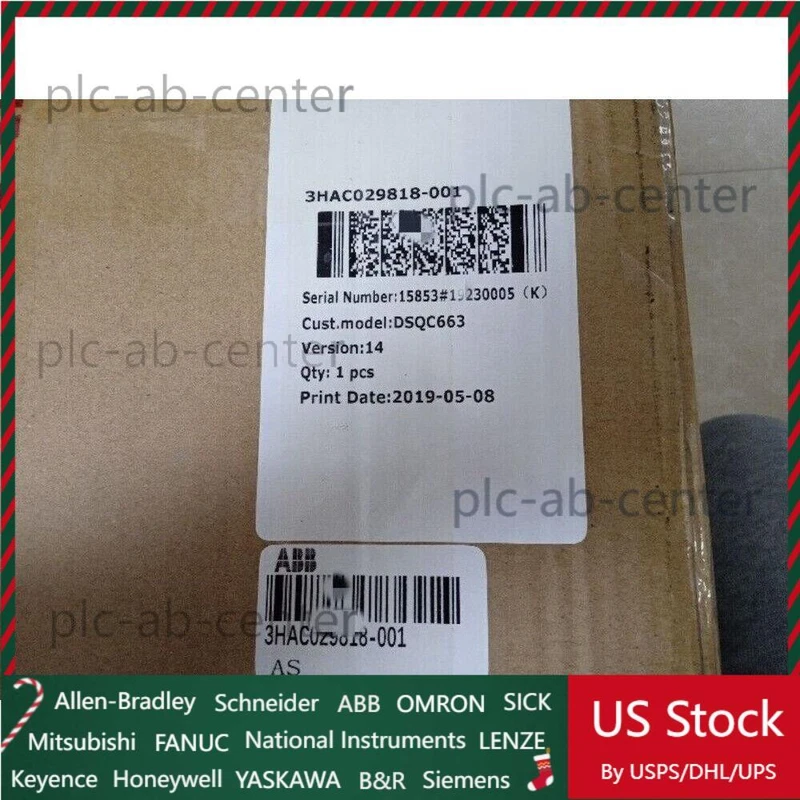 plc-ab-center
3HAC029818-001
plc-ab-center
Serial Number:15853#19230005 (K)
Cust.model:DSQC663
plc-ab-center
Version:14
Qty: 1 pcs
Print Date:2019-05-08
plc-ab-center
ABB
plc-ab-center
3HAC029818-001
AS
Allen-Bradley Schneider ABB OMRON SICK
Mitsubishi FANUC National Instruments LENZE
Keyence Honeywell YASKAWA B&R Siemens
US Stock
By USPS/DHL/UPS